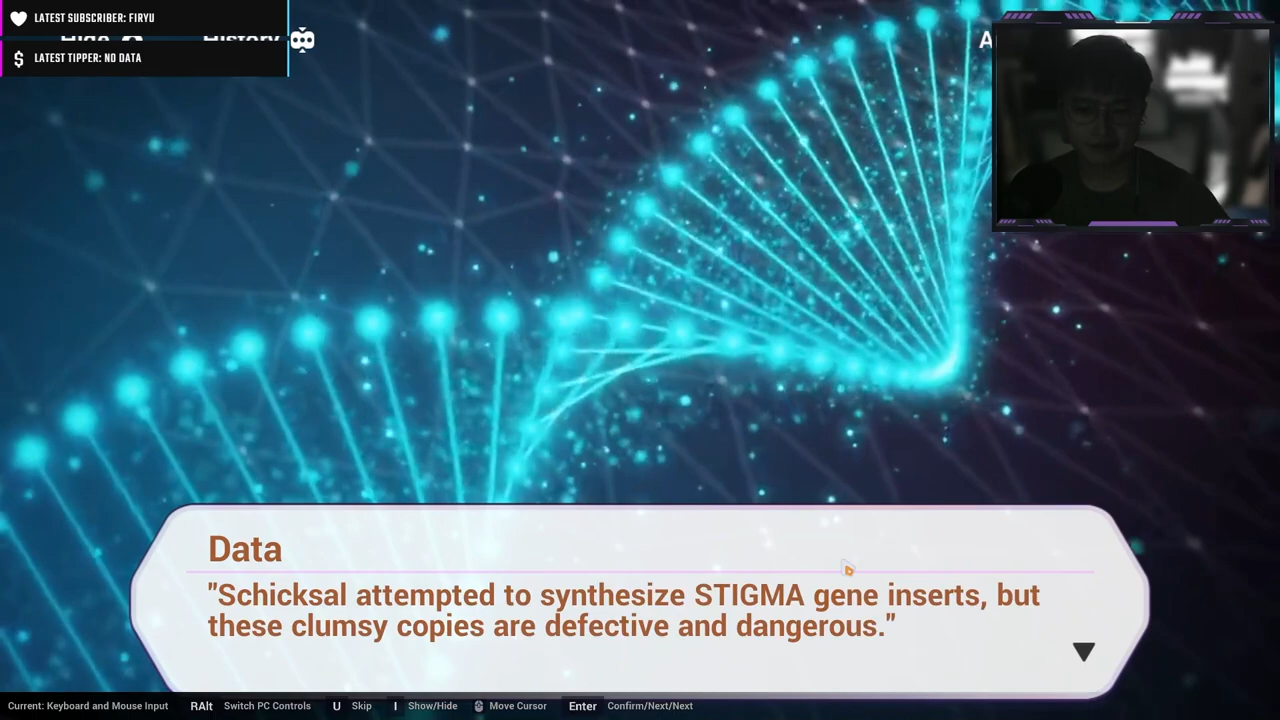 LATEST SUBSCRIBER: FIRYU
Hide
History
A
LATEST TIPPER: NO DATA
Data
"Schicksal attempted to synthesize STIGMA gene inserts, but
these clumsy copies are defective and dangerous."
Current: Keyboard and Mouse Input RAlt Switch PC Controls U Skip I Show/Hide Move Cursor Enter Confirm/Next/Next